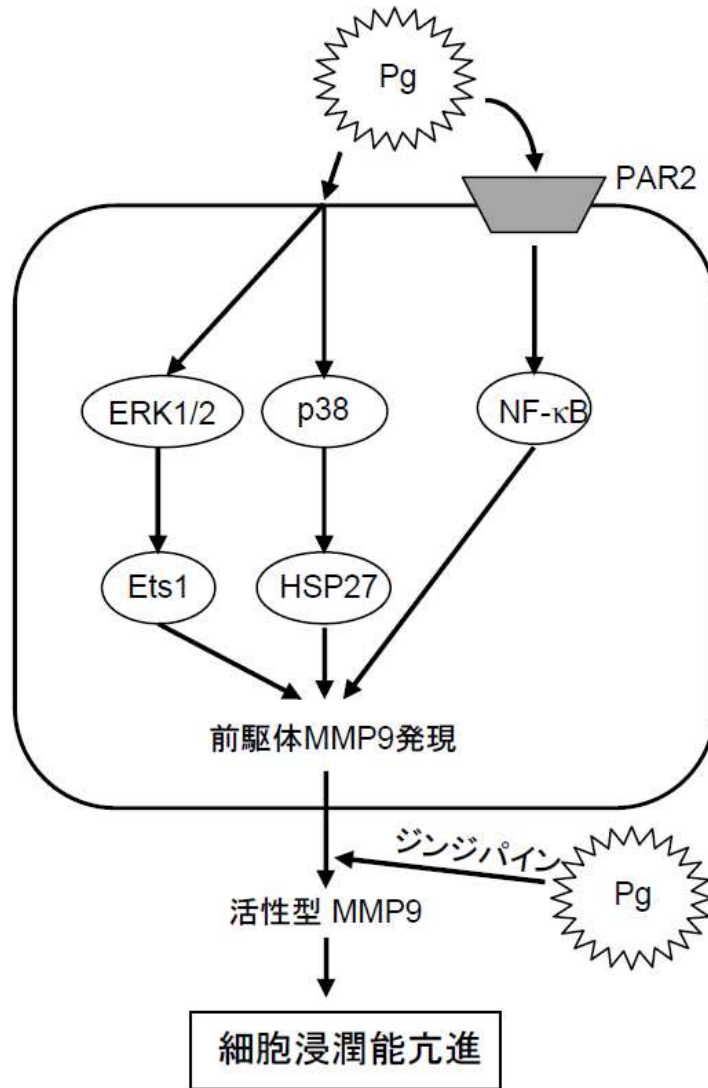 Pg
PAR2
ERK1/2
p38
NF-κB
Ets1
HSP27
前駆体MMP9発現
ジンジパイン
Pg
活性型 MMP9
細胞浸潤能亢進